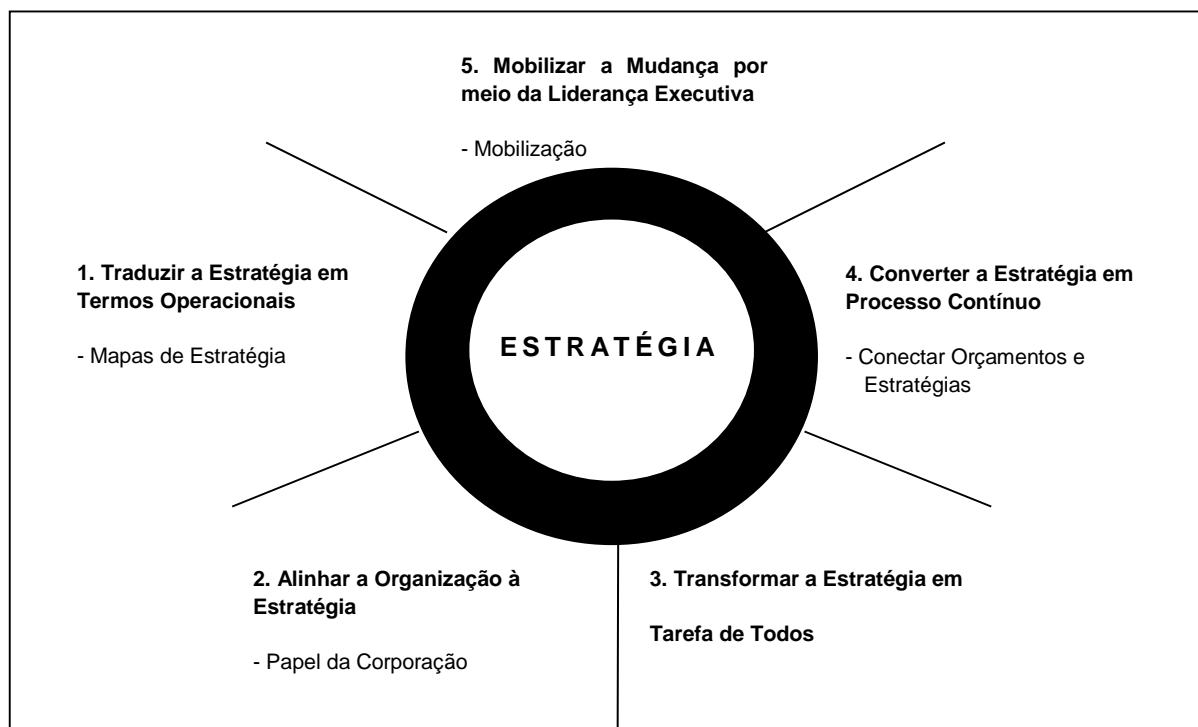 5. Mobilizar a Mudança por
meio da Liderança Executiva
- Mobilização
1. Traduzir a Estratégia em
Termos Operacionais
- Mapas de Estratégia
ESTRATÉGIA
4. Converter a Estratégia em
Processo Contínuo
- Conectar Orçamentos e
Estratégias
2. Alinhar a Organização à
Estratégia
- Papel da Corporação
3. Transformar a Estratégia em
Tarefa de Todos